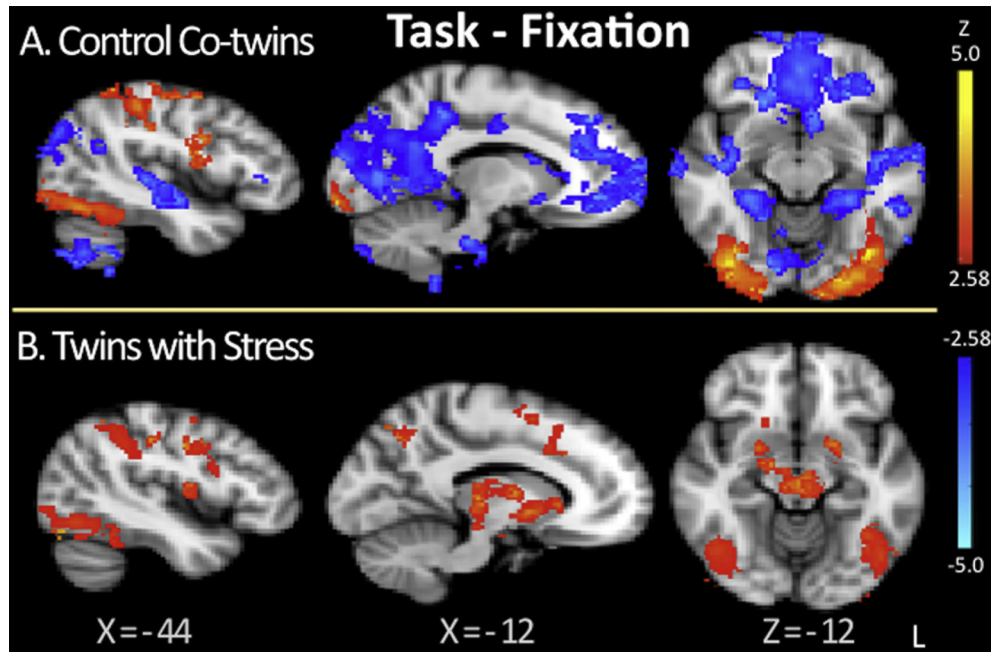 Task - Fixation
A. Control Co-twins
Z
5.0
2.58
B. Twins with Stress
-2.58
-5.0
X=-44
X=-12
Z=-12
L